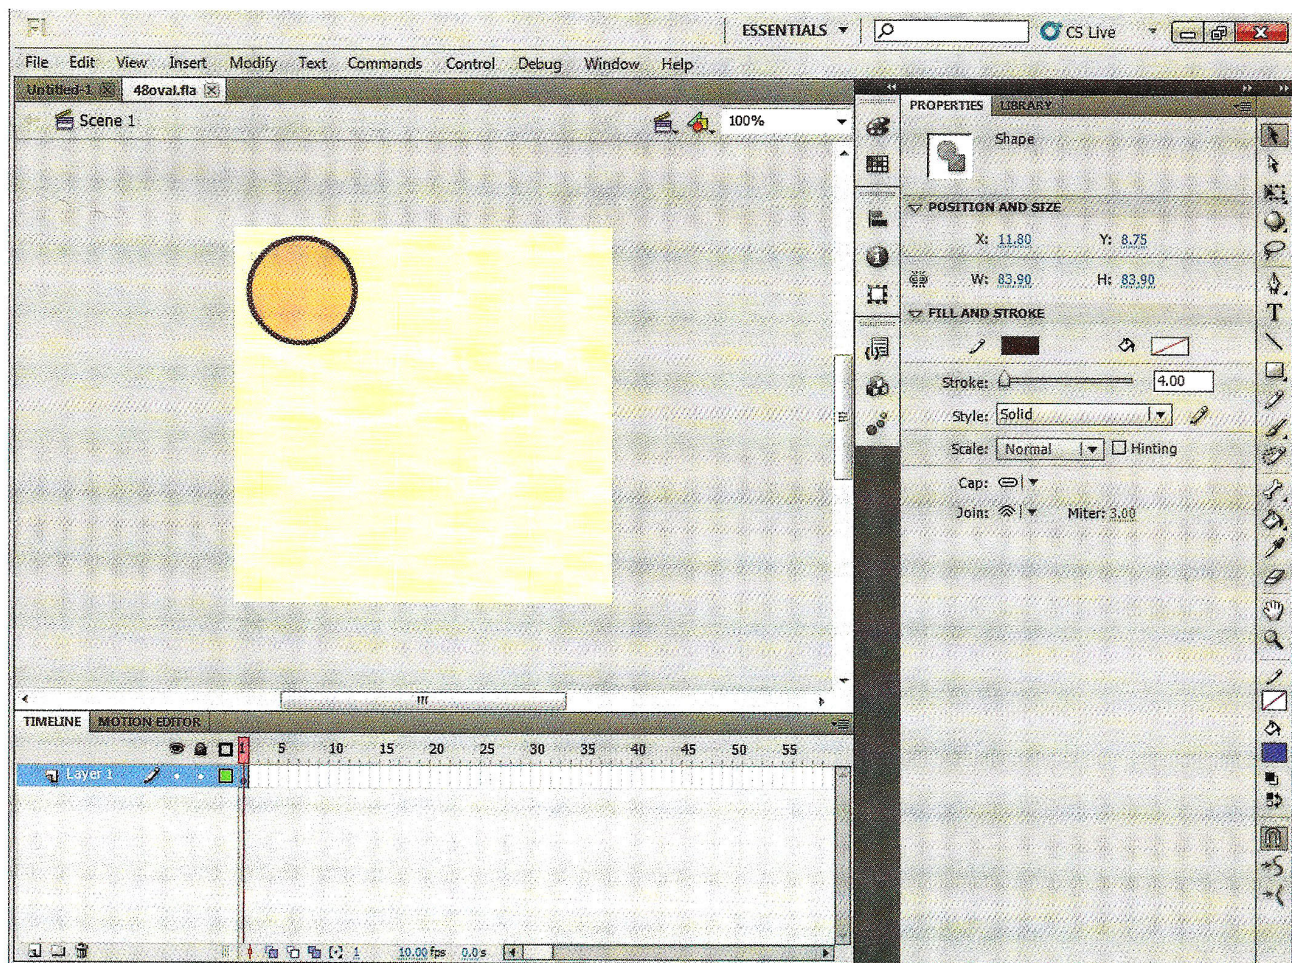 Fl
ESSENTIALS
CS Live
File Edit View Insert Modify Text Commands Control Debug Window Help
Untitled-1 48oval.fla
PROPERTIES LIBRARY
Scene 1
100%
Shape
POSITION AND SIZE
X: 11.80 Y: 8.75
W: 83.90 H: 83.90
FILL AND STROKE
Stroke: 4.00
Style: Solid
Scale: Normal Hinting
Cap:
Join: Miter: 3.00
TIMELINE MOTION EDITOR
1 5 10 15 20 25 30 35 40 45 50 55
Layer 1
1 10.00 fps 0.0 s